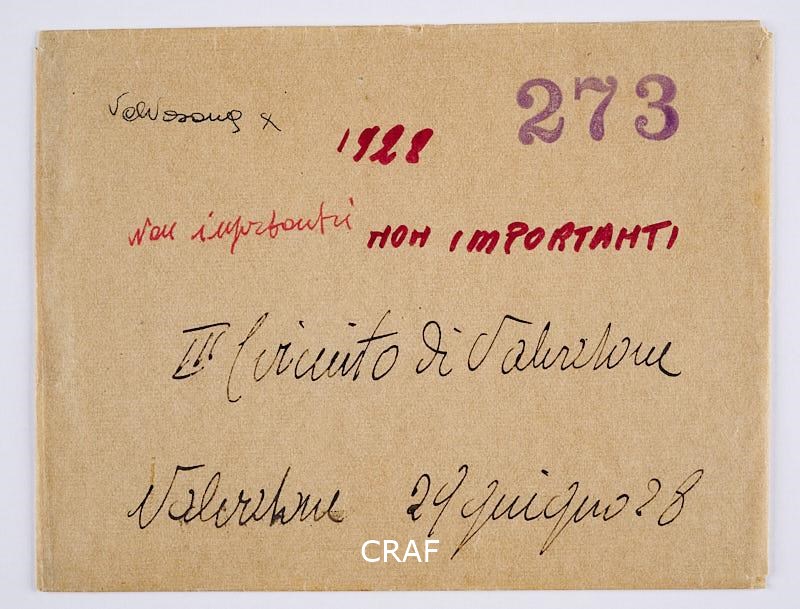 Valvasone x
273
1928
non importanti NON IMPORTANTI
III Circuito di Valvasone
Valvasone 29 giugno 28
CRAF